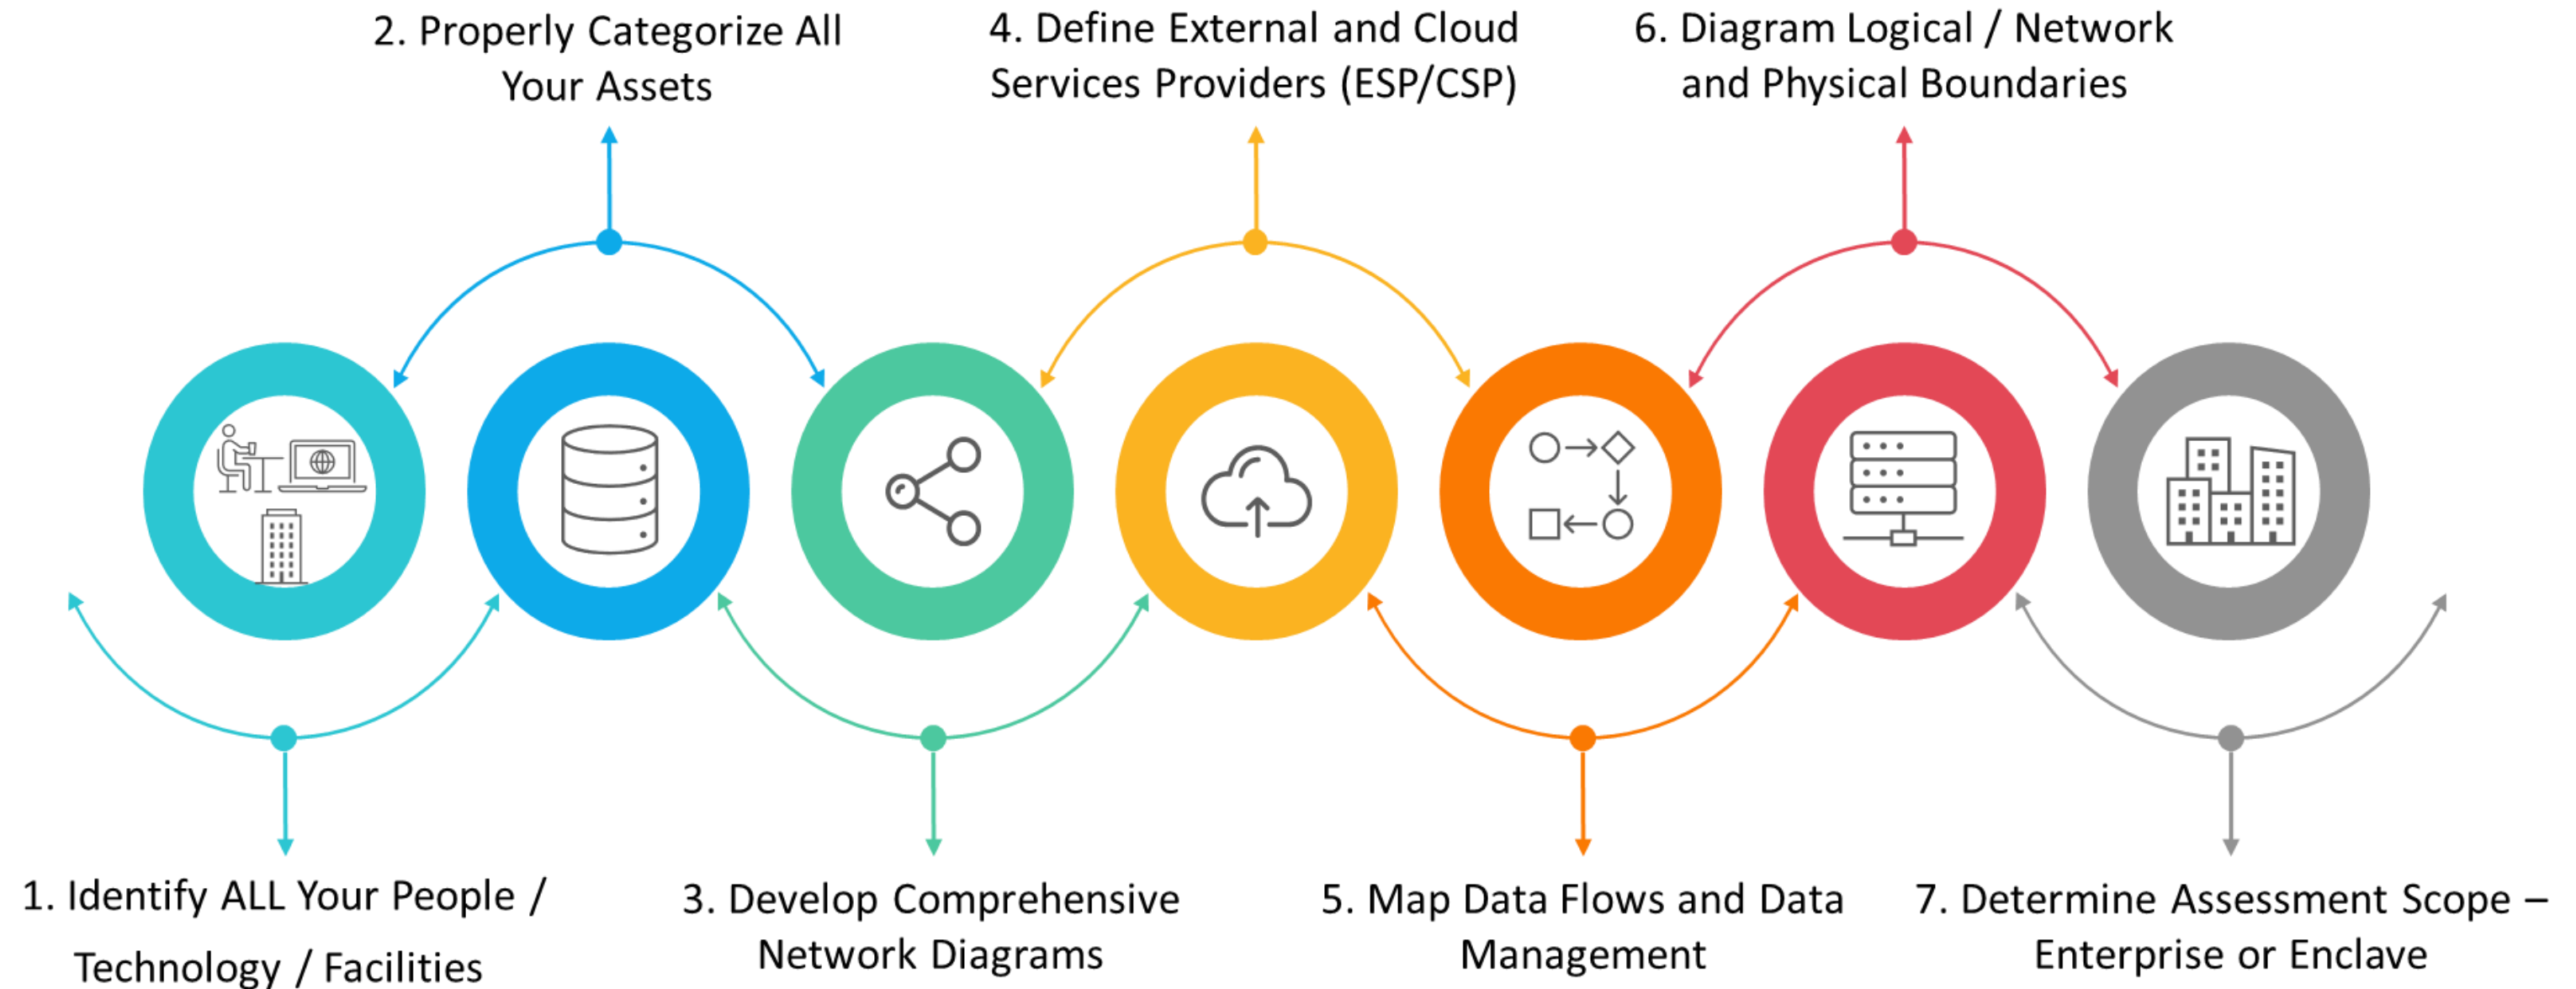 1. Identify ALL Your People /
Technology / Facilities
2. Properly Categorize All
Your Assets
3. Develop Comprehensive
Network Diagrams
4. Define External and Cloud
Services Providers (ESP/CSP)
5. Map Data Flows and Data
Management
6. Diagram Logical / Network
and Physical Boundaries
7. Determine Assessment Scope –
Enterprise or Enclave